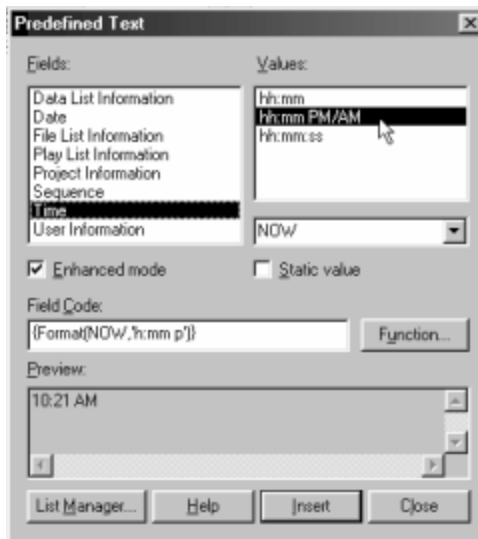 Predefined Text
Fields:
Values:
Data List Information
Date
File List Information
Play List Information
Project Information
Sequence
Time
User Information
hh:mm
hh:mm PM/AM
hh:mm:ss
NOW
Enhanced mode
Static value
Field Code:
{Format(NOW,'h:mm p')}
Function...
Preview:
10:21 AM
List Manager...
Help
Insert
Close